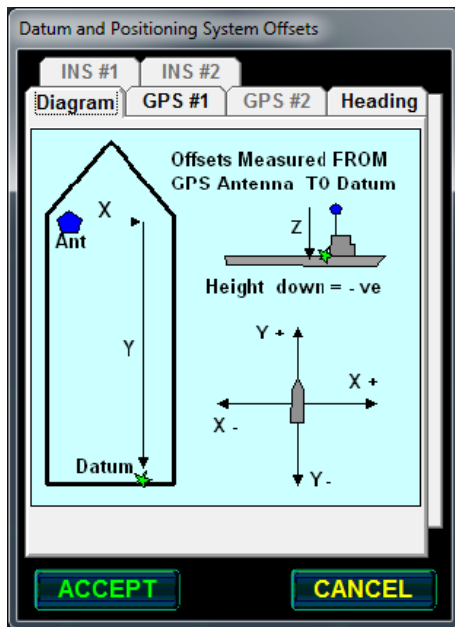 Datum and Positioning System Offsets
INS #1 INS #2
Diagram GPS #1 GPS #2 Heading
Offsets Measured FROM
GPS Antenna TO Datum
X
Ant
Z
Height down = - ve
Y +
Y
X +
X -
Datum
Y -
ACCEPT CANCEL